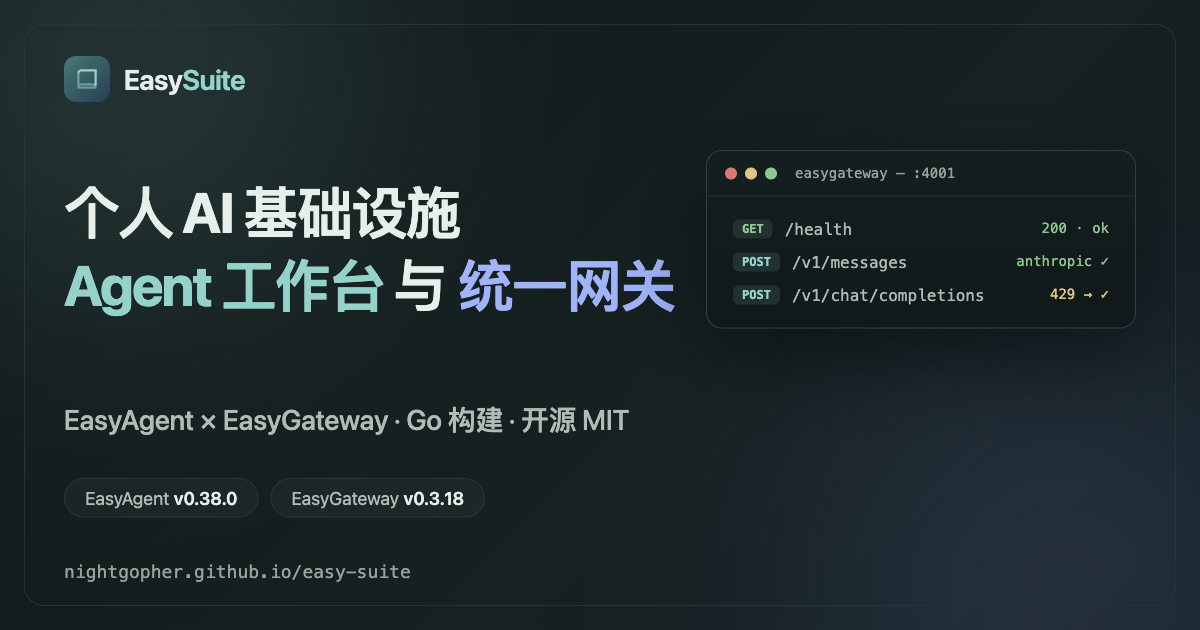 EasySuite
个人 AI 基础设施
Agent 工作台 与 统一网关
EasyAgent × EasyGateway · Go 构建 · 开源 MIT
EasyAgent v0.38.0
EasyGateway v0.3.18
nightgopher.github.io/easy-suite
easygateway — :4001
GET /health 200 · ok
POST /v1/messages anthropic ✓
POST /v1/chat/completions 429 → ✓